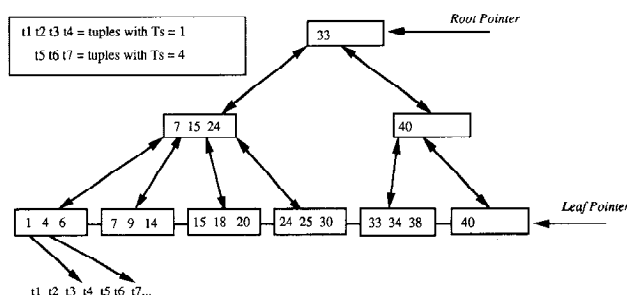 t1 t2 t3 t4 = tuples with Ts = 1
t5 t6 t7 = tuples with Ts = 4
Root Pointer
33
7 15 24
40
Leaf Pointer
1 4 6
7 9 14
15 18 20
24 25 30
33 34 38
40
t1 t2 t3 t4 t5 t6 t7...